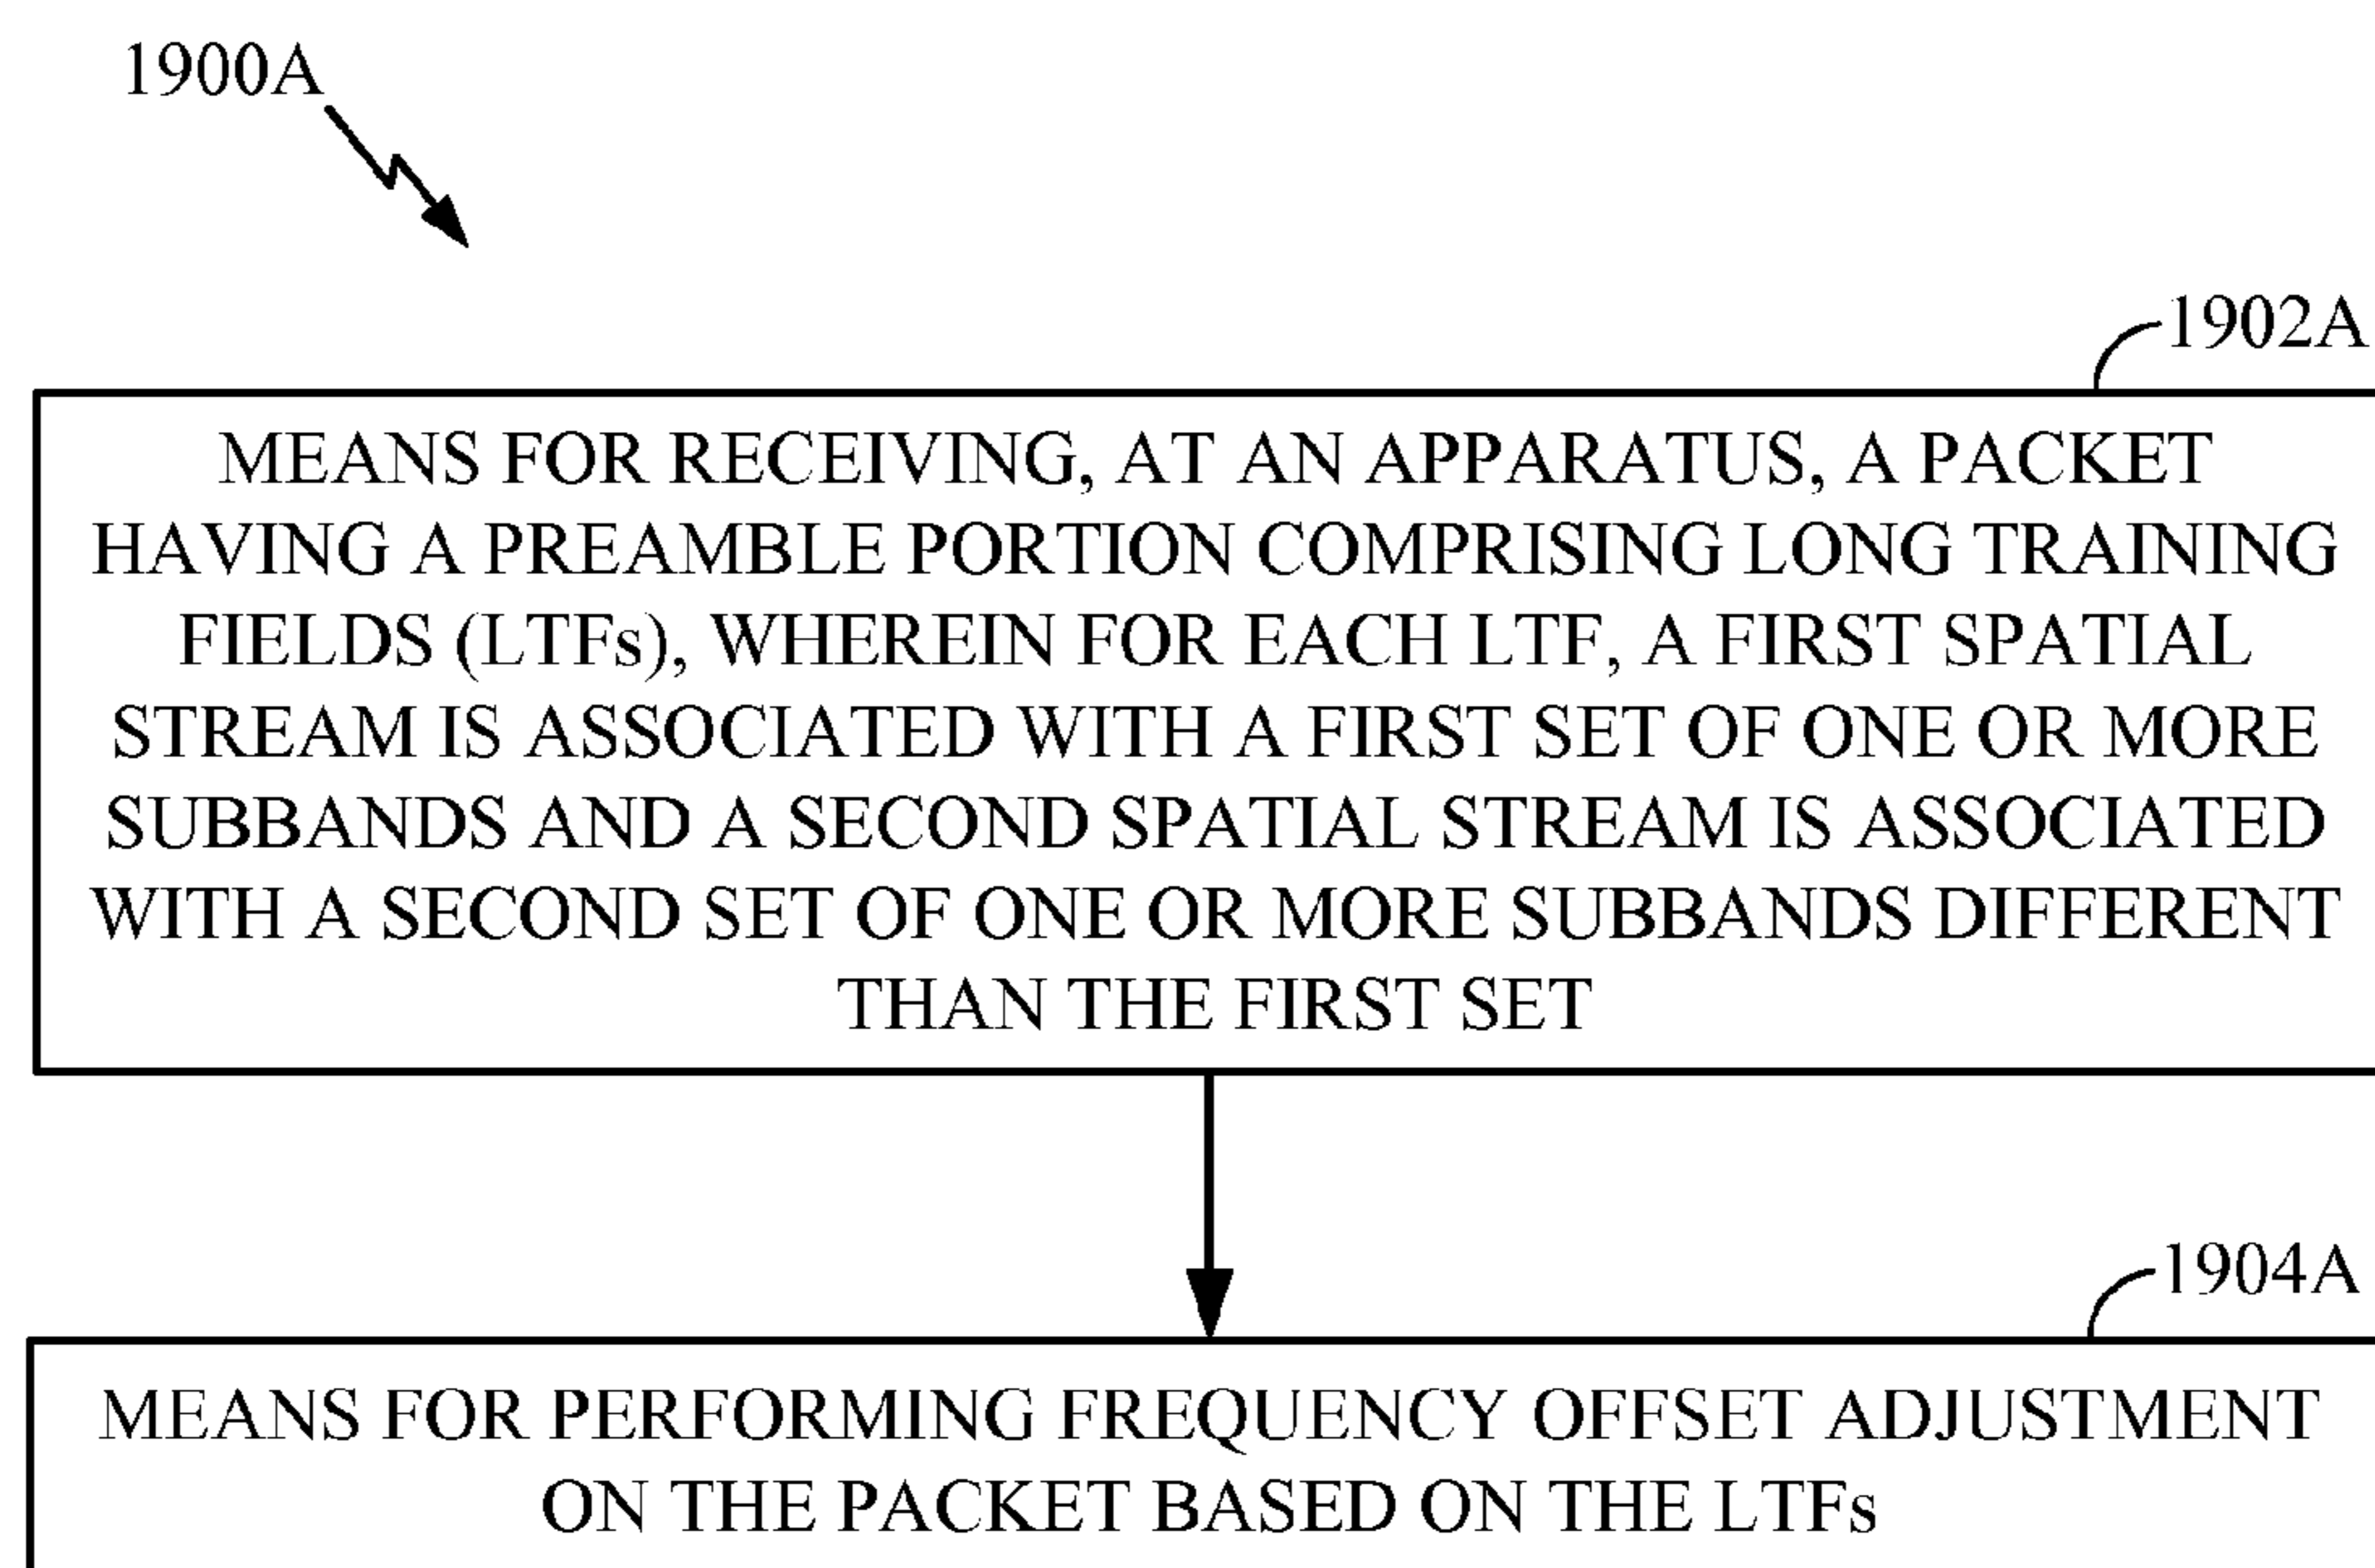 1900A
1902A
MEANS FOR RECEIVING, AT AN APPARATUS, A PACKET
HAVING A PREAMBLE PORTION COMPRISING LONG TRAINING
FIELDS (LTFs), WHEREIN FOR EACH LTF, A FIRST SPATIAL
STREAM IS ASSOCIATED WITH A FIRST SET OF ONE OR MORE
SUBBANDS AND A SECOND SPATIAL STREAM IS ASSOCIATED
WITH A SECOND SET OF ONE OR MORE SUBBANDS DIFFERENT
THAN THE FIRST SET
1904A
MEANS FOR PERFORMING FREQUENCY OFFSET ADJUSTMENT
ON THE PACKET BASED ON THE LTFs